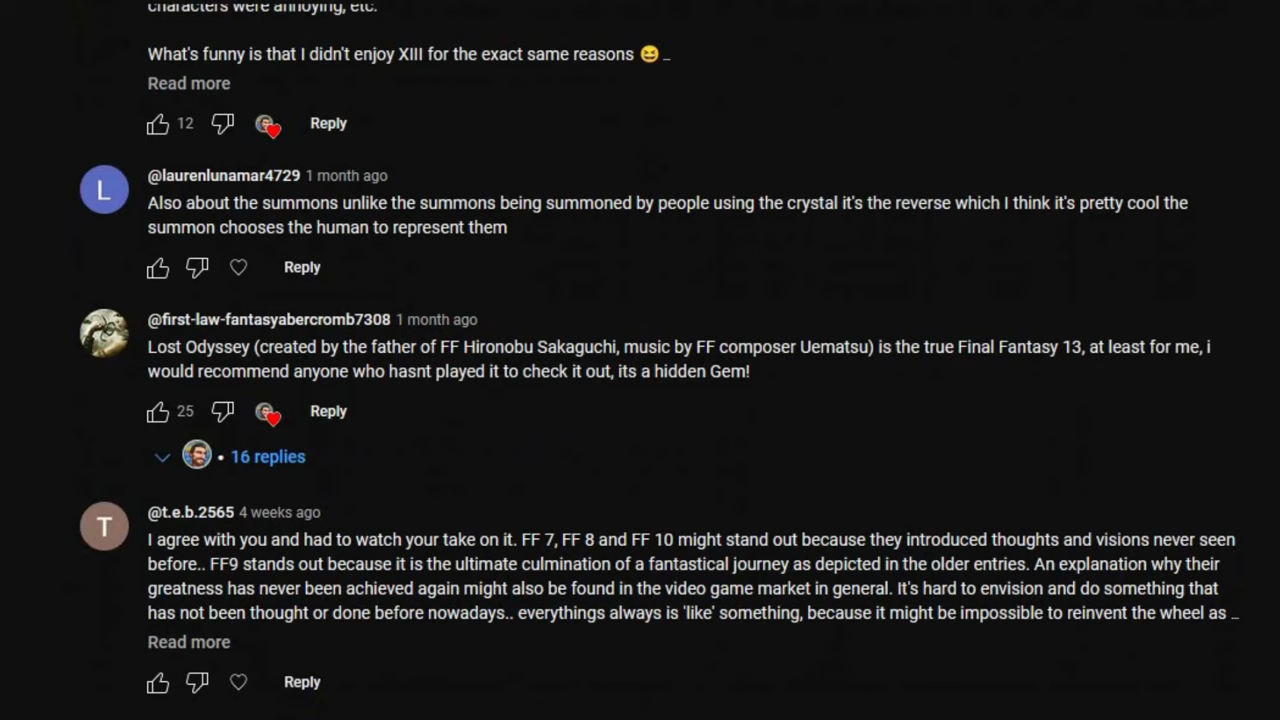 characters were annoying, etc.
What's funny is that I didn't enjoy XIII for the exact same reasons 😆 ...
Read more
12 Reply
L @laurenlunamar4729 1 month ago
Also about the summons unlike the summons being summoned by people using the crystal it's the reverse which I think it's pretty cool the
summon chooses the human to represent them
Reply
@first-law-fantasyabercromb7308 1 month ago
Lost Odyssey (created by the father of FF Hironobu Sakaguchi, music by FF composer Uematsu) is the true Final Fantasy 13, at least for me, i
would recommend anyone who hasnt played it to check it out, its a hidden Gem!
25 Reply
• 16 replies
T @t.e.b.2565 4 weeks ago
I agree with you and had to watch your take on it. FF 7, FF 8 and FF 10 might stand out because they introduced thoughts and visions never seen
before.. FF9 stands out because it is the ultimate culmination of a fantastical journey as depicted in the older entries. An explanation why their
greatness has never been achieved again might also be found in the video game market in general. It's hard to envision and do something that
has not been thought or done before nowadays.. everythings always is 'like' something, because it might be impossible to reinvent the wheel as ...
Read more
Reply